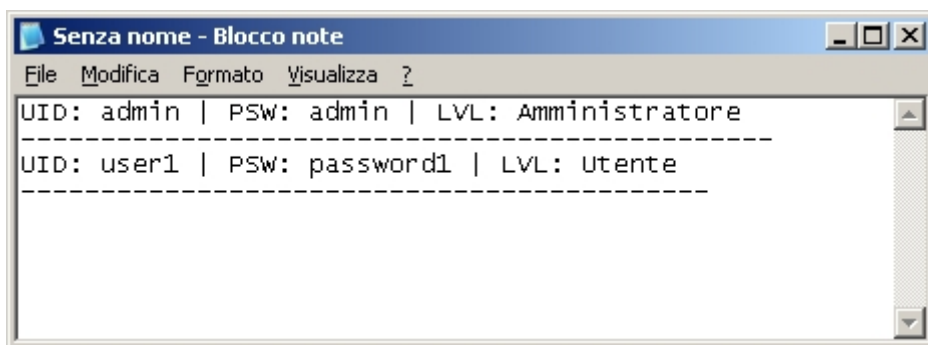 Senza nome - Blocco note
File Modifica Formato Visualizza ?
UID: admin | PSW: admin | LVL: Amministratore
-----------------------------------------------
UID: user1 | PSW: password1 | LVL: Utente
-------------------------------------------